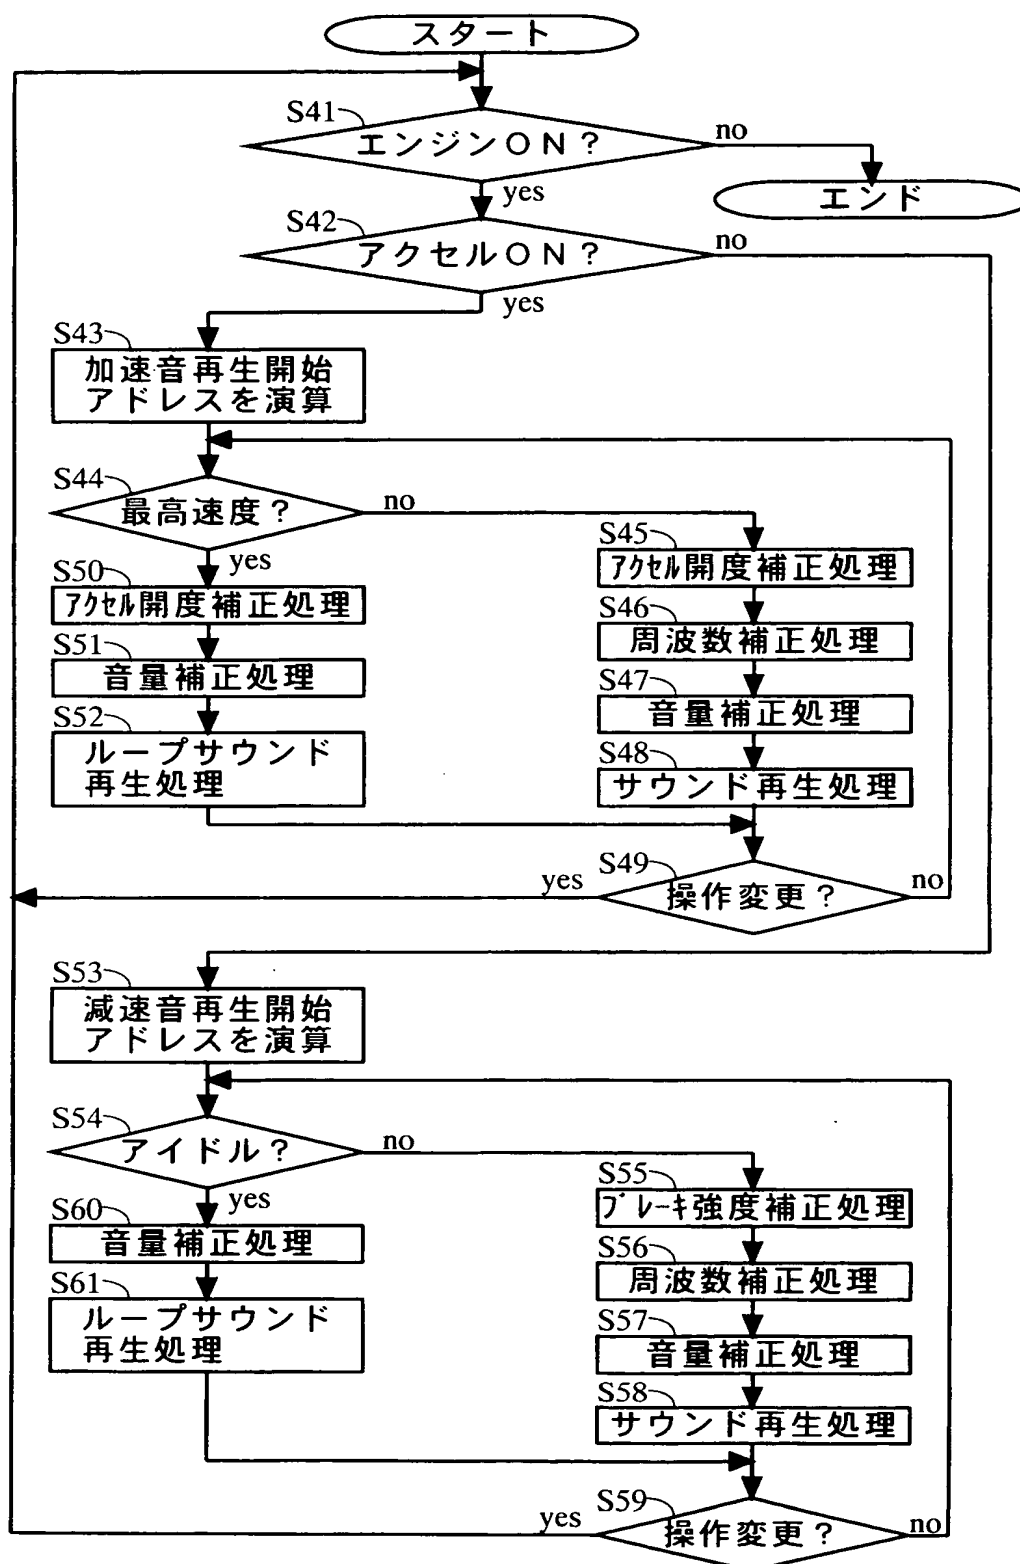 スタート
S41
エンジンON?
no
エンド
yes
S42
アクセルON?
no
yes
S43
加速音再生開始
アドレスを演算
S44
最高速度?
no
yes
S45
アクセル開度補正処理
S46
周波数補正処理
S47
音量補正処理
S48
サウンド再生処理
S50
アクセル開度補正処理
S51
音量補正処理
S52
ループサウンド
再生処理
S49
操作変更?
yes
no
S53
減速音再生開始
アドレスを演算
S54
アイドル?
no
yes
S55
ブレーキ強度補正処理
S56
周波数補正処理
S57
音量補正処理
S58
サウンド再生処理
S60
音量補正処理
S61
ループサウンド
再生処理
S59
操作変更?
yes
no